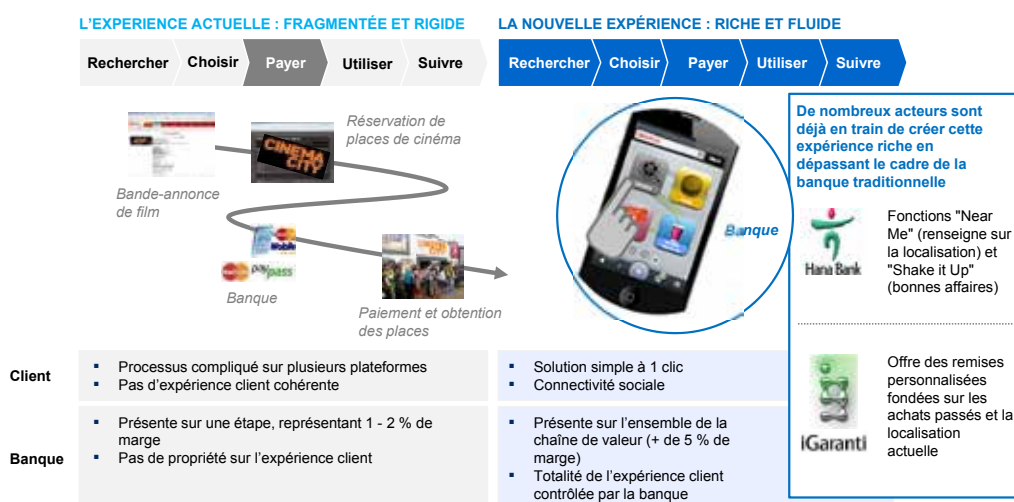 L'EXPERIENCE ACTUELLE : FRAGMENTÉE ET RIGIDE
Rechercher
Choisir
Payer
Utiliser
Suivre
Bande-annonce
de film
CINEMA
CITY
Réservation de
places de cinéma
Mobile
paypass
Banque
Paiement et obtention
des places
LA NOUVELLE EXPÉRIENCE : RICHE ET FLUIDE
Rechercher
Choisir
Payer
Utiliser
Suivre
Banque
De nombreux acteurs sont
déjà en train de créer cette
expérience riche en
dépassant le cadre de la
banque traditionnelle
Hana Bank
Fonctions "Near
Me" (renseigne sur
la localisation) et
"Shake it Up"
(bonnes affaires)
iGaranti
Offre des remises
personnalisées
fondées sur les
achats passés et la
localisation
actuelle
Client
▪ Processus compliqué sur plusieurs plateformes
▪ Pas d'expérience client cohérente
▪ Solution simple à 1 clic
▪ Connectivité sociale
Banque
▪ Présente sur une étape, représentant 1 - 2 % de
marge
▪ Pas de propriété sur l'expérience client
▪ Présente sur l'ensemble de la
chaîne de valeur (+ de 5 % de
marge)
▪ Totalité de l'expérience client
contrôlée par la banque